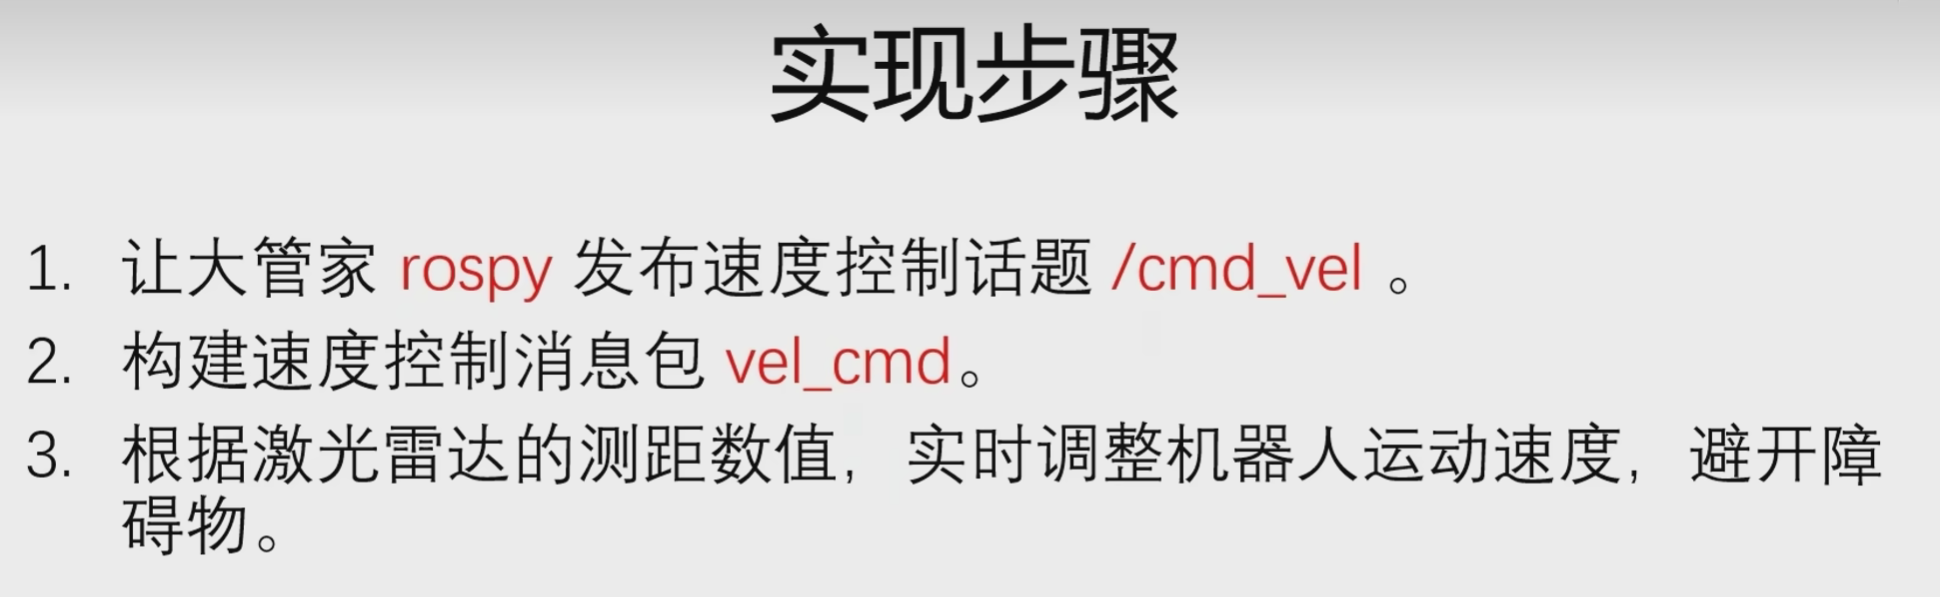 实现步骤
1. 让大管家 rospy 发布速度控制话题 /cmd_vel 。
2. 构建速度控制消息包 vel_cmd。
3. 根据激光雷达的测距数值，实时调整机器人运动速度，避开障
碍物。